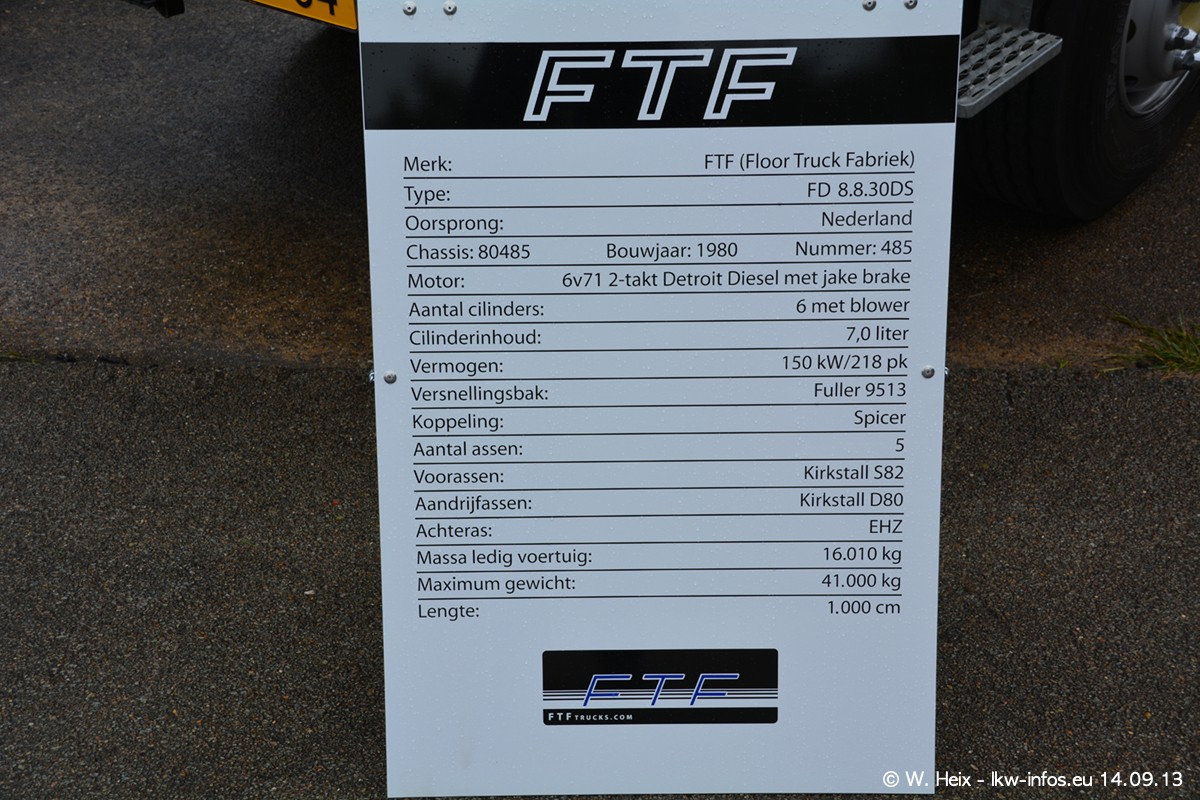 FTF
Merk: FTF (Floor Truck Fabriek)
Type: FD 8.8.30DS
Oorsprong: Nederland
Chassis: 80485 Bouwjaar: 1980 Nummer: 485
Motor: 6v71 2-takt Detroit Diesel met jake brake
Aantal cilinders: 6 met blower
Cilinderinhoud: 7,0 liter
Vermogen: 150 kW/218 pk
Versnellingsbak: Fuller 9513
Koppeling: Spicer
Aantal assen: 5
Voorassen: Kirkstall S82
Aandrijfassen: Kirkstall D80
Achteras: EHZ
Massa ledig voertuig: 16.010 kg
Maximum gewicht: 41.000 kg
Lengte: 1.000 cm
FTF
FTFTRUCKS.COM
© W. Heix - lkw-infos.eu 14.09.13